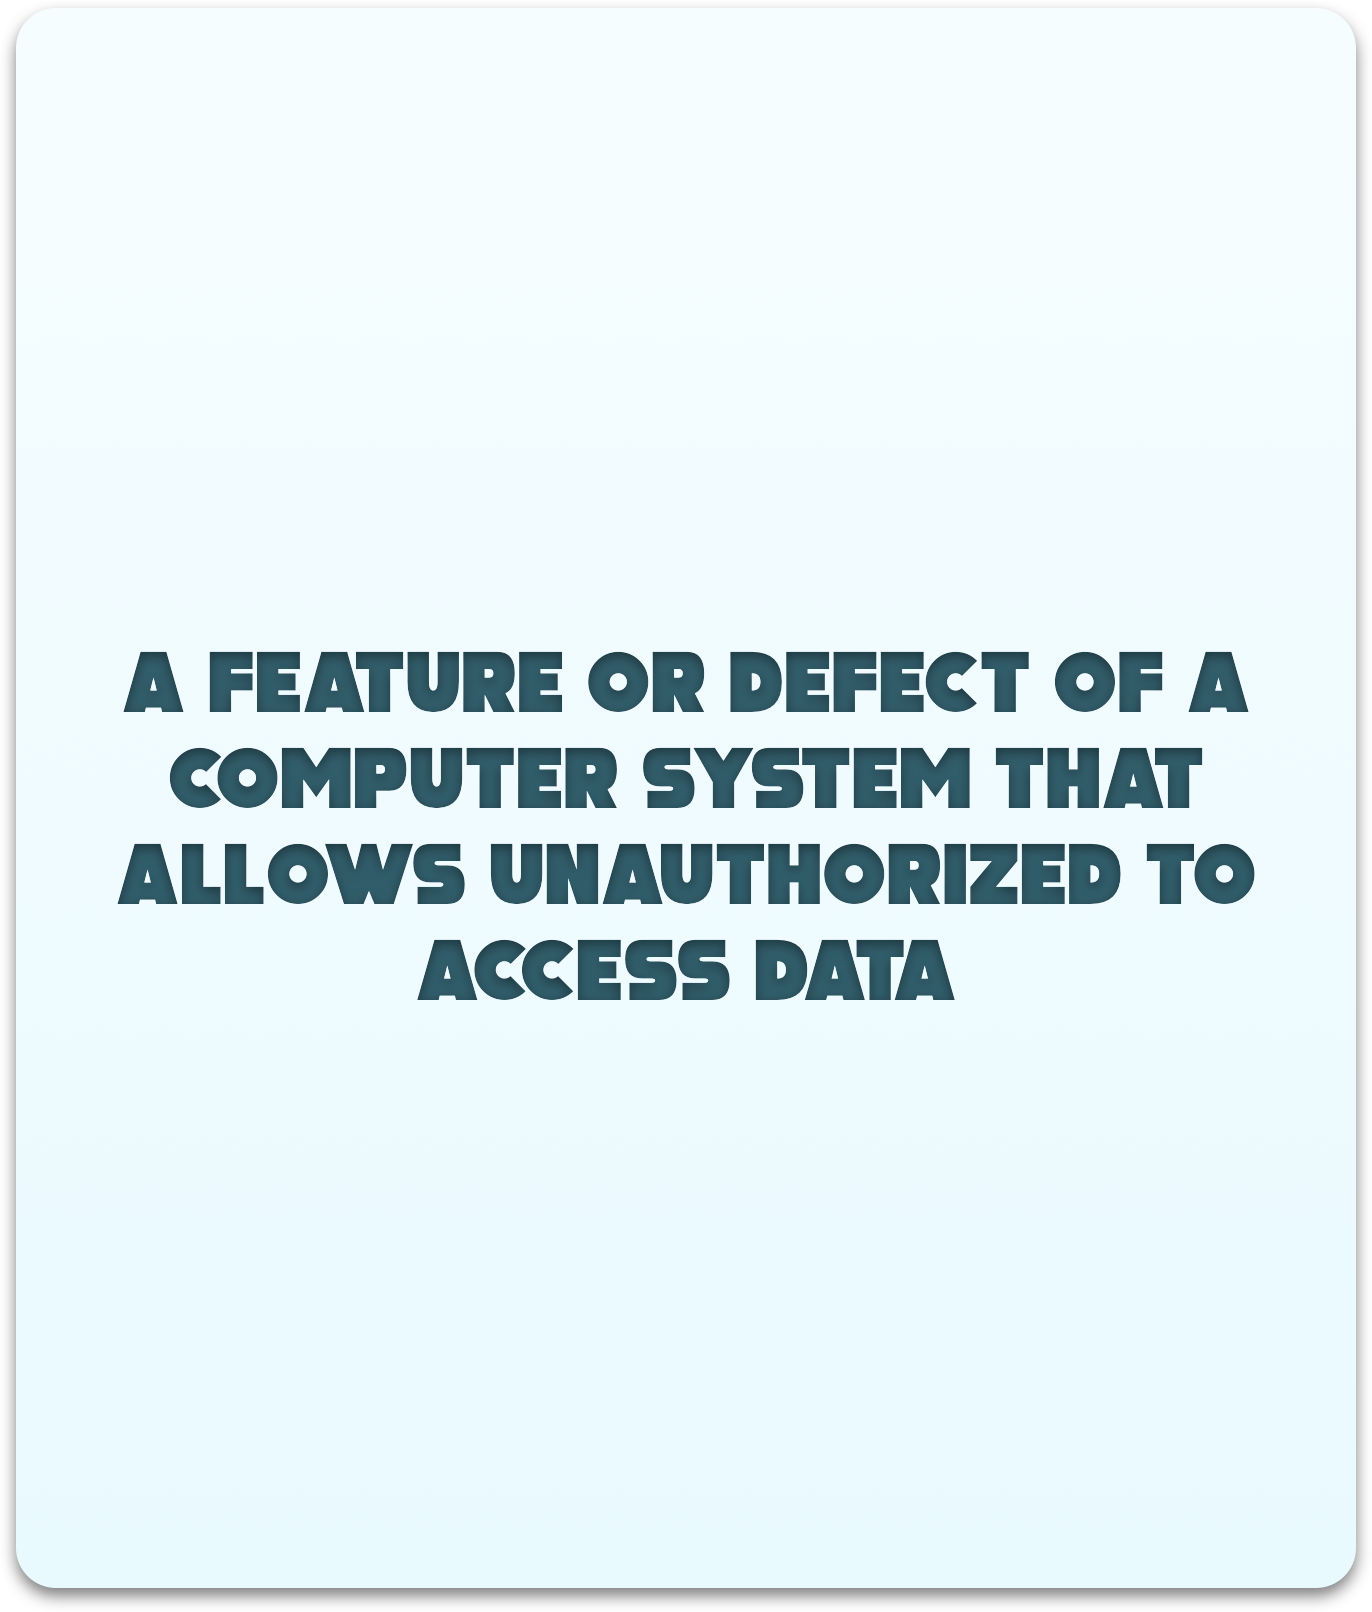 A FEATURE OR DEFECT OF A
COMPUTER SYSTEM THAT
ALLOWS UNAUTHORIZED TO
ACCESS DATA